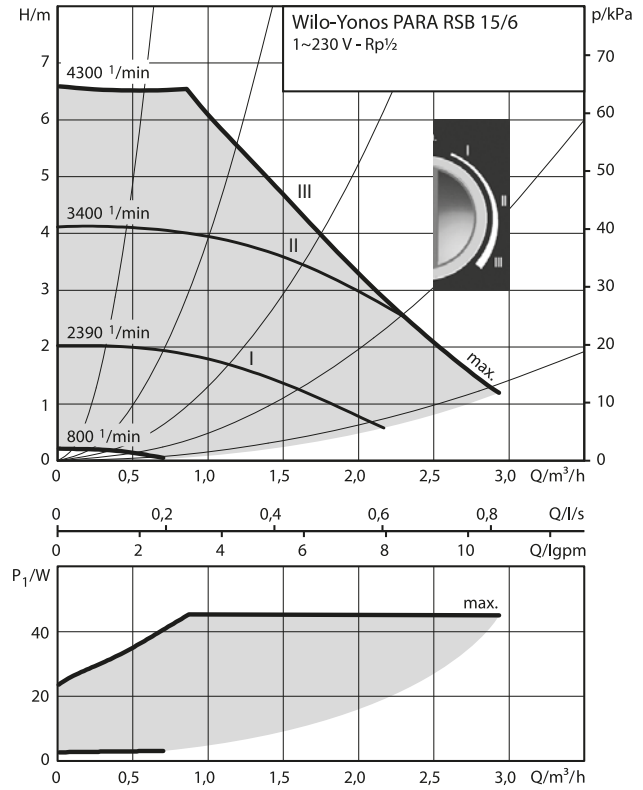 H/m
Wilo-Yonos PARA RSB 15/6
p/kPa
1~230 V - Rp½
7
70
4300 1/min
6
60
I
5
50
III
II
3400 1/min
4
40
II
III
3
30
2390 1/min
2
20
I
max.
1
10
800 1/min
0
0
0 0,5 1,0 1,5 2,0 2,5 3,0 Q/m³/h
0 0,2 0,4 0,6 0,8 Q/l/s
0 2 4 6 8 10 Q/Igpm
P1/W
max.
40
20
0
0 0,5 1,0 1,5 2,0 2,5 3,0 Q/m³/h